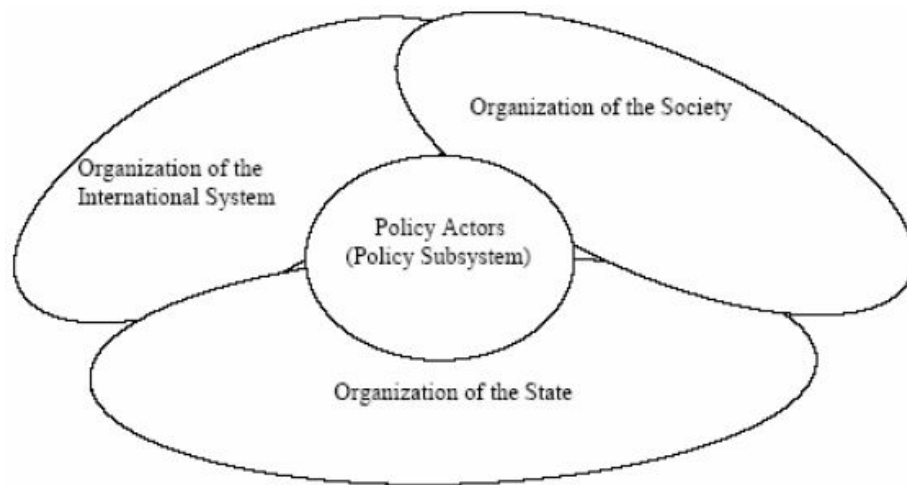 Organization of the Society
Organization of the
International System
Policy Actors
(Policy Subsystem)
Organization of the State